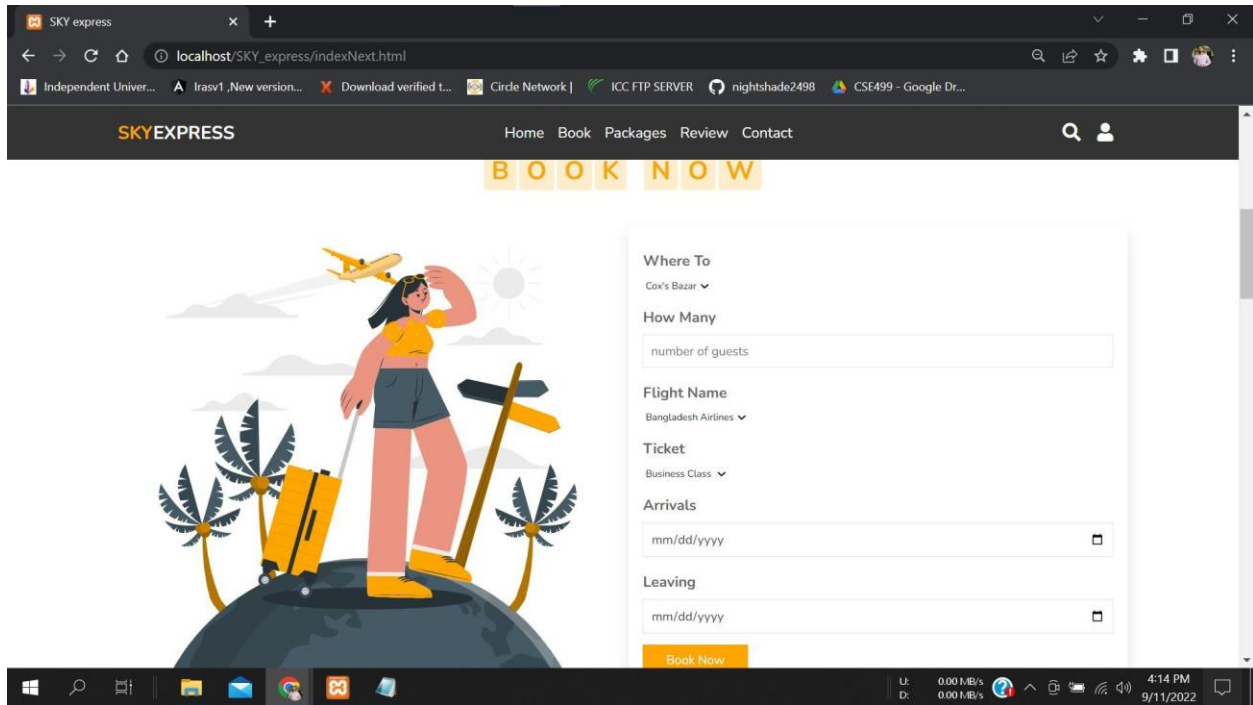 SKY express
localhost/SKY_express/indexNext.html
Independent Univer... Irasv1 ,New version... Download verified t... Circle Network | ICC FTP SERVER nightshade2498 CSE499 - Google Dr...
SKYEXPRESS Home Book Packages Review Contact
BOOK NOW
Where To
Cox's Bazar
How Many
number of guests
Flight Name
Bangladesh Airlines
Ticket
Business Class
Arrivals
mm/dd/yyyy
Leaving
mm/dd/yyyy
Book Now
U: 0.00 MB/s
D: 0.00 MB/s
4:14 PM
9/11/2022